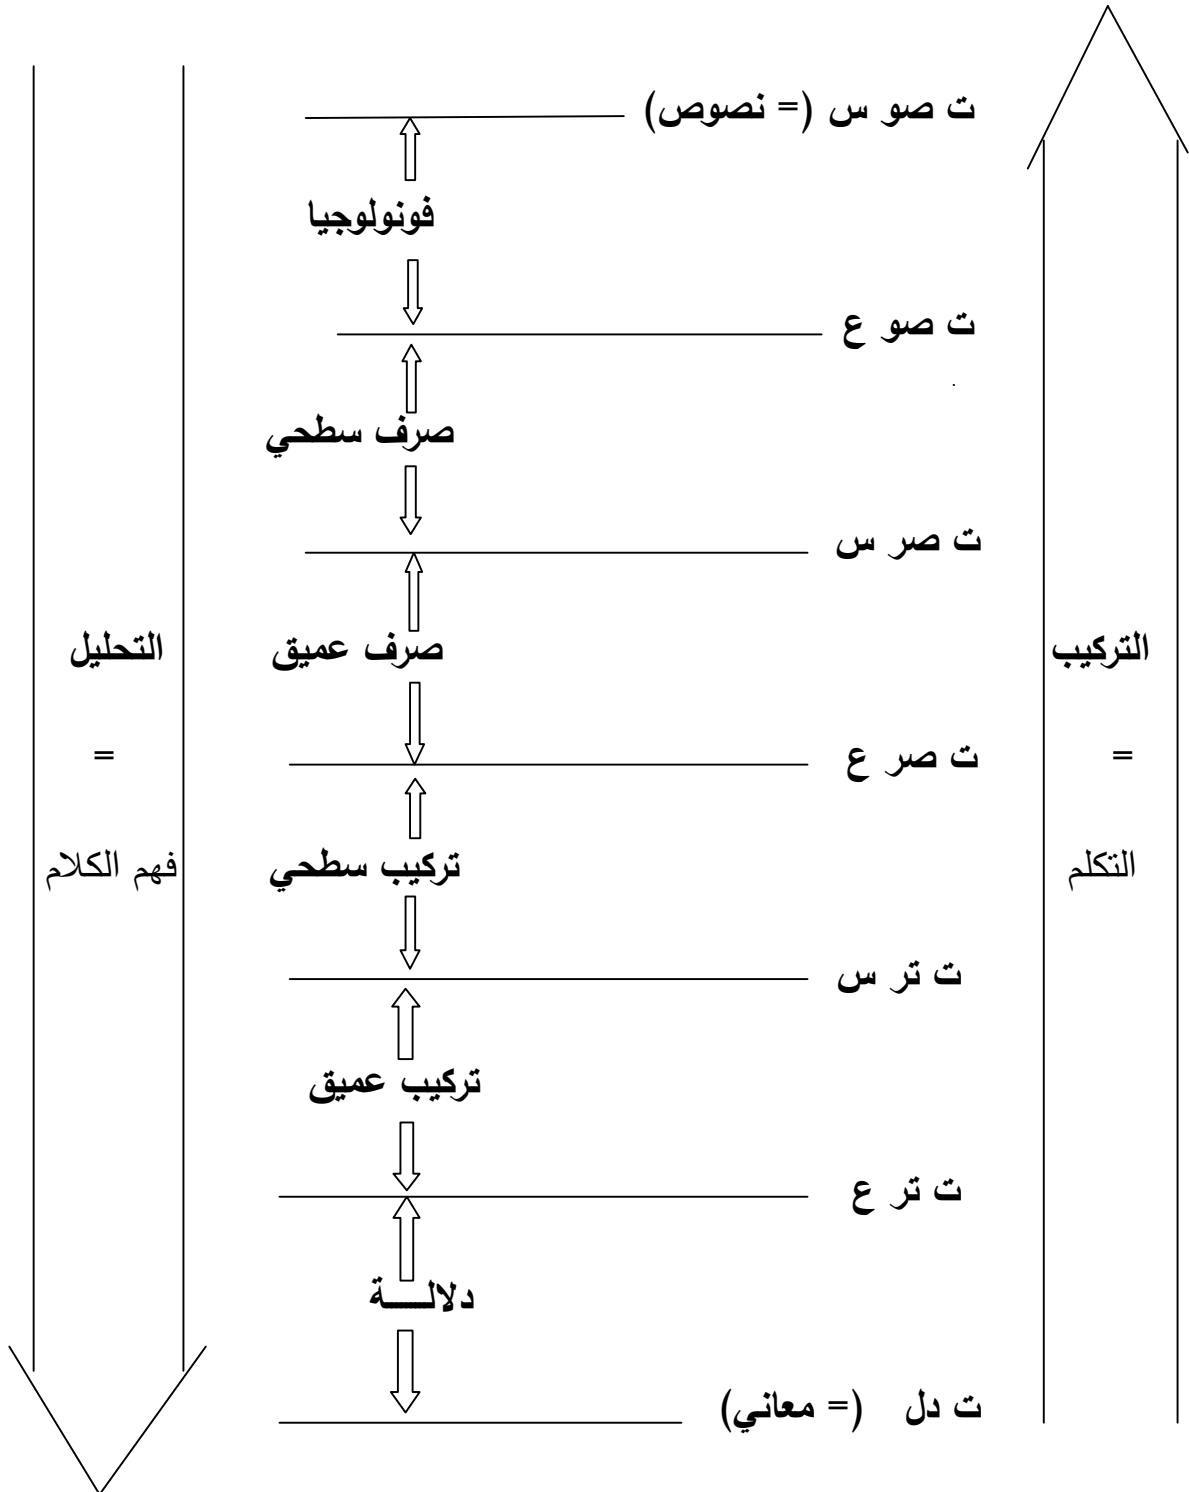 ت صو س (= نصوص)
فونولوجيا
ت صو ع
صرف سطحي
ت صر س
التركيب
صرف عميق
التحليل
=
ت صر ع
=
التكلم
تركيب سطحي
فهم الكلام
ت تر س
تركيب عميق
ت تر ع
دلالـــــة
ت دل (= معاني)